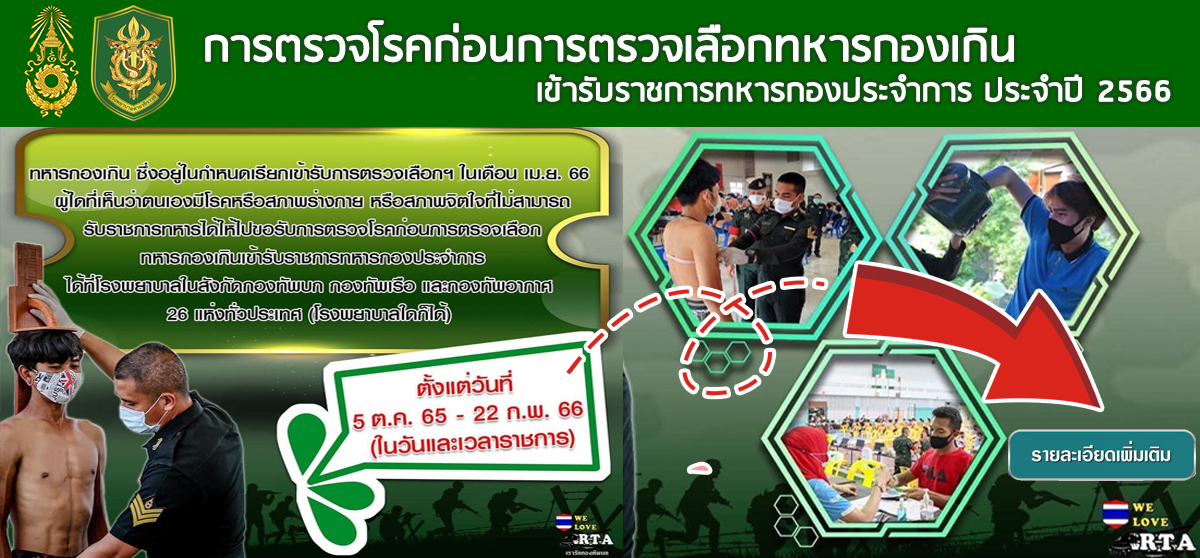 การตรวจโรคก่อนการตรวจเลือกทหารกองเกิน
เข้ารับราชการทหารกองประจำการ ประจำปี 2566
ทหารกองเกิน ซึ่งอยู่ในกำหนดเรียกเข้ารับการตรวจเลือกฯ ในเดือน เม.ย. 66
ผู้ใดที่เห็นว่าตนเองมีโรคหรือสภาพร่างกาย หรือสภาพจิตใจที่ไม่สามารถ
รับราชการทหารได้ให้ไปขอรับการตรวจโรคก่อนการตรวจเลือก
ทหารกองเกินเข้ารับราชการทหารกองประจำการ
ได้ที่โรงพยาบาลในสังกัดกองทัพบก กองทัพเรือ และกองทัพอากาศ
26 แห่งทั่วประเทศ (โรงพยาบาลใดก็ได้)
ตั้งแต่วันที่
5 ต.ค. 65 - 22 ก.พ. 66
(ในวันและเวลาราชการ)
รายละเอียดเพิ่มเติม
WE
LOVE
RTA
เรารักกองทัพบก
WE
LOVE
RTA